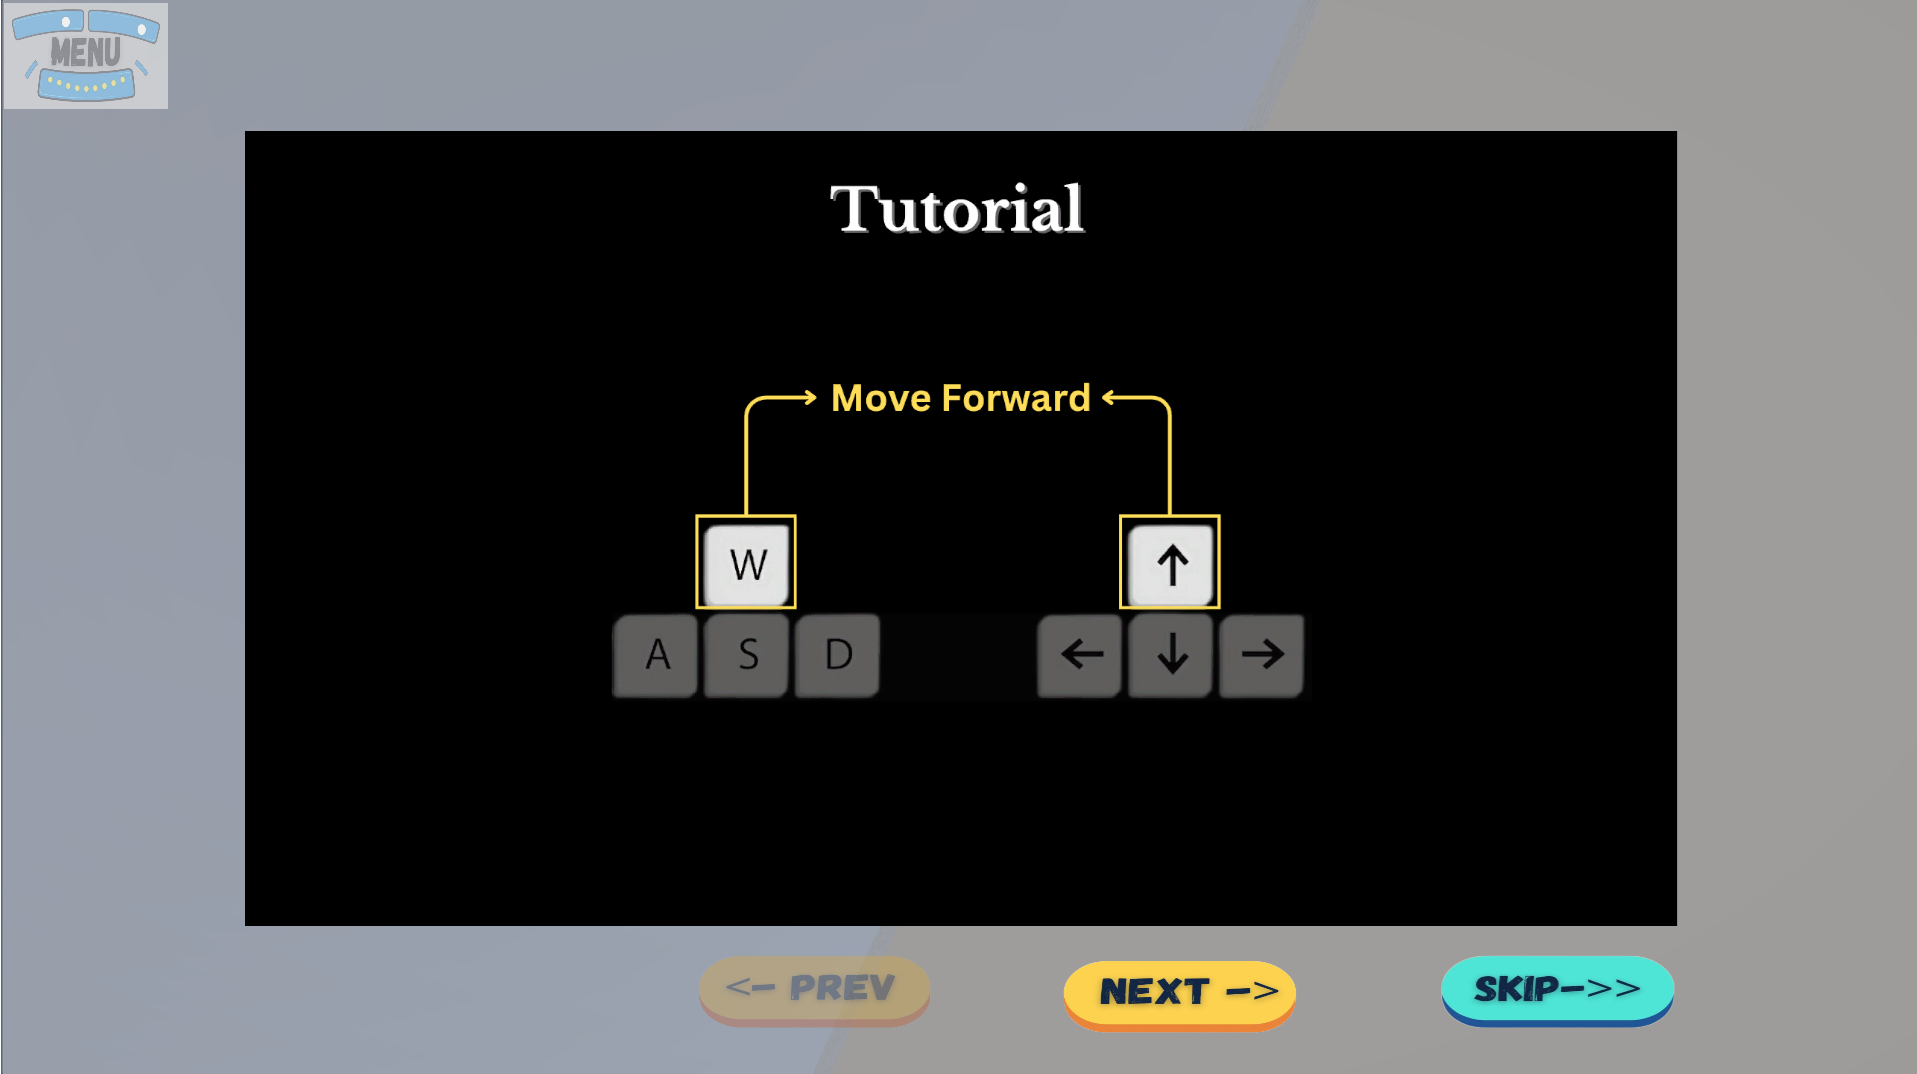 MENU
Tutorial
Move Forward
W
A S D
<- PREV
NEXT ->
SKIP->>